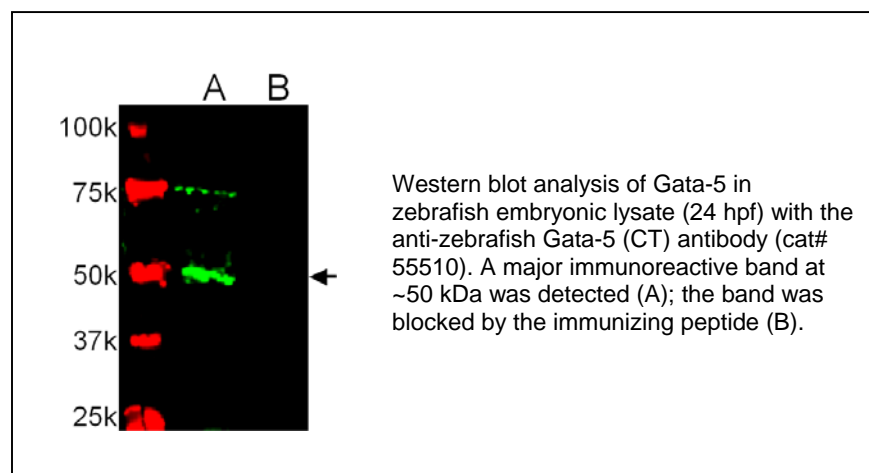 A B
100k
75k
50k
37k
25k
Western blot analysis of Gata-5 in
zebrafish embryonic lysate (24 hpf) with the
anti-zebrafish Gata-5 (CT) antibody (cat#
55510). A major immunoreactive band at
~50 kDa was detected (A); the band was
blocked by the immunizing peptide (B).